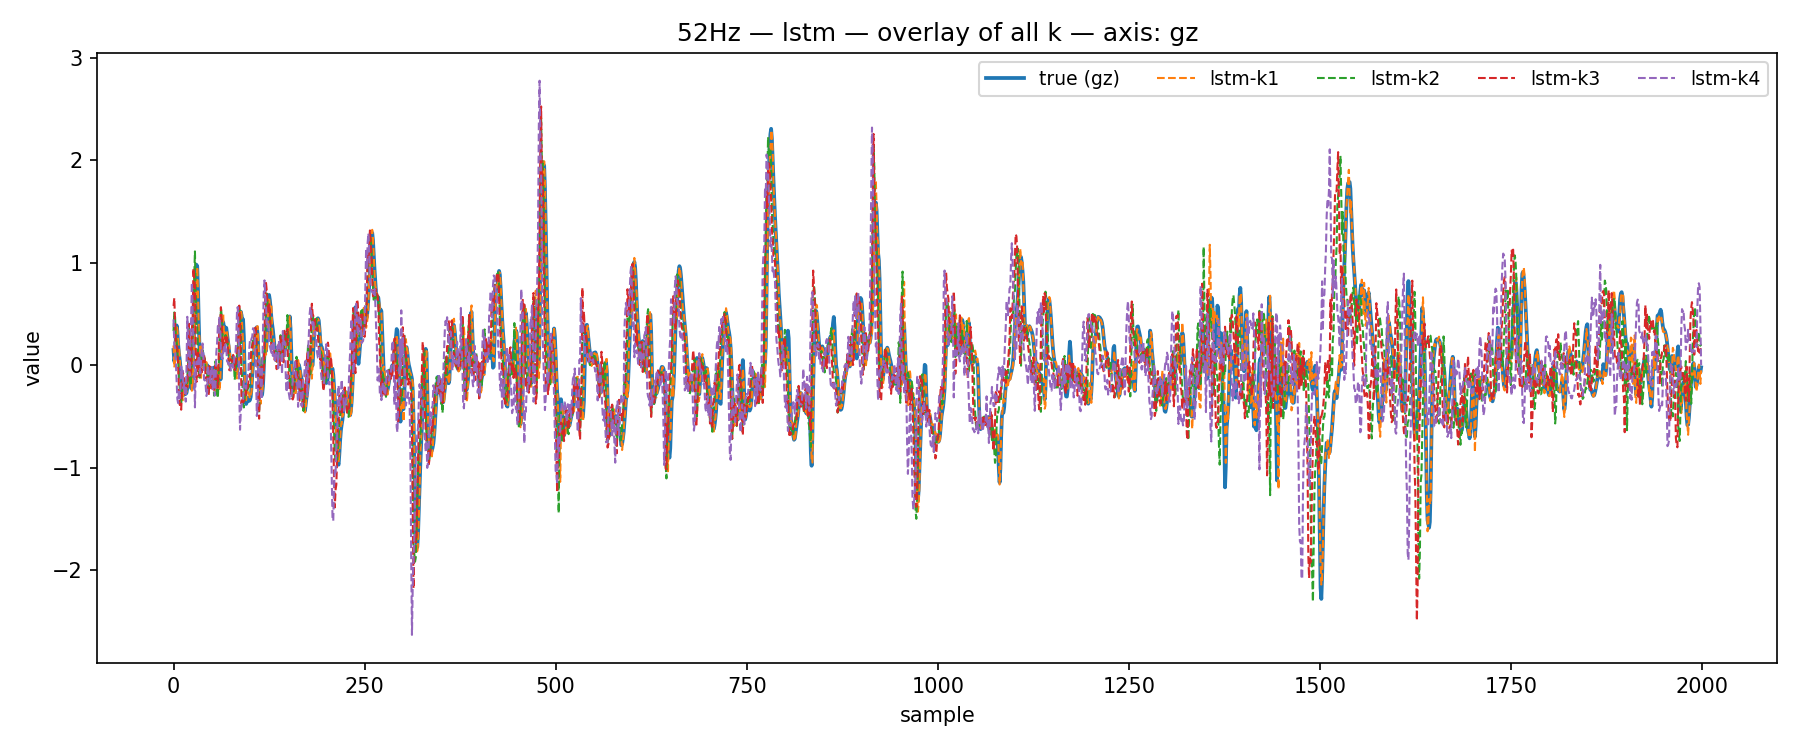 52Hz — lstm — overlay of all k — axis: gz
true (gz) lstm-k1 lstm-k2 lstm-k3 lstm-k4
3
2
1
0
−1
−2
value
0 250 500 750 1000 1250 1500 1750 2000
sample